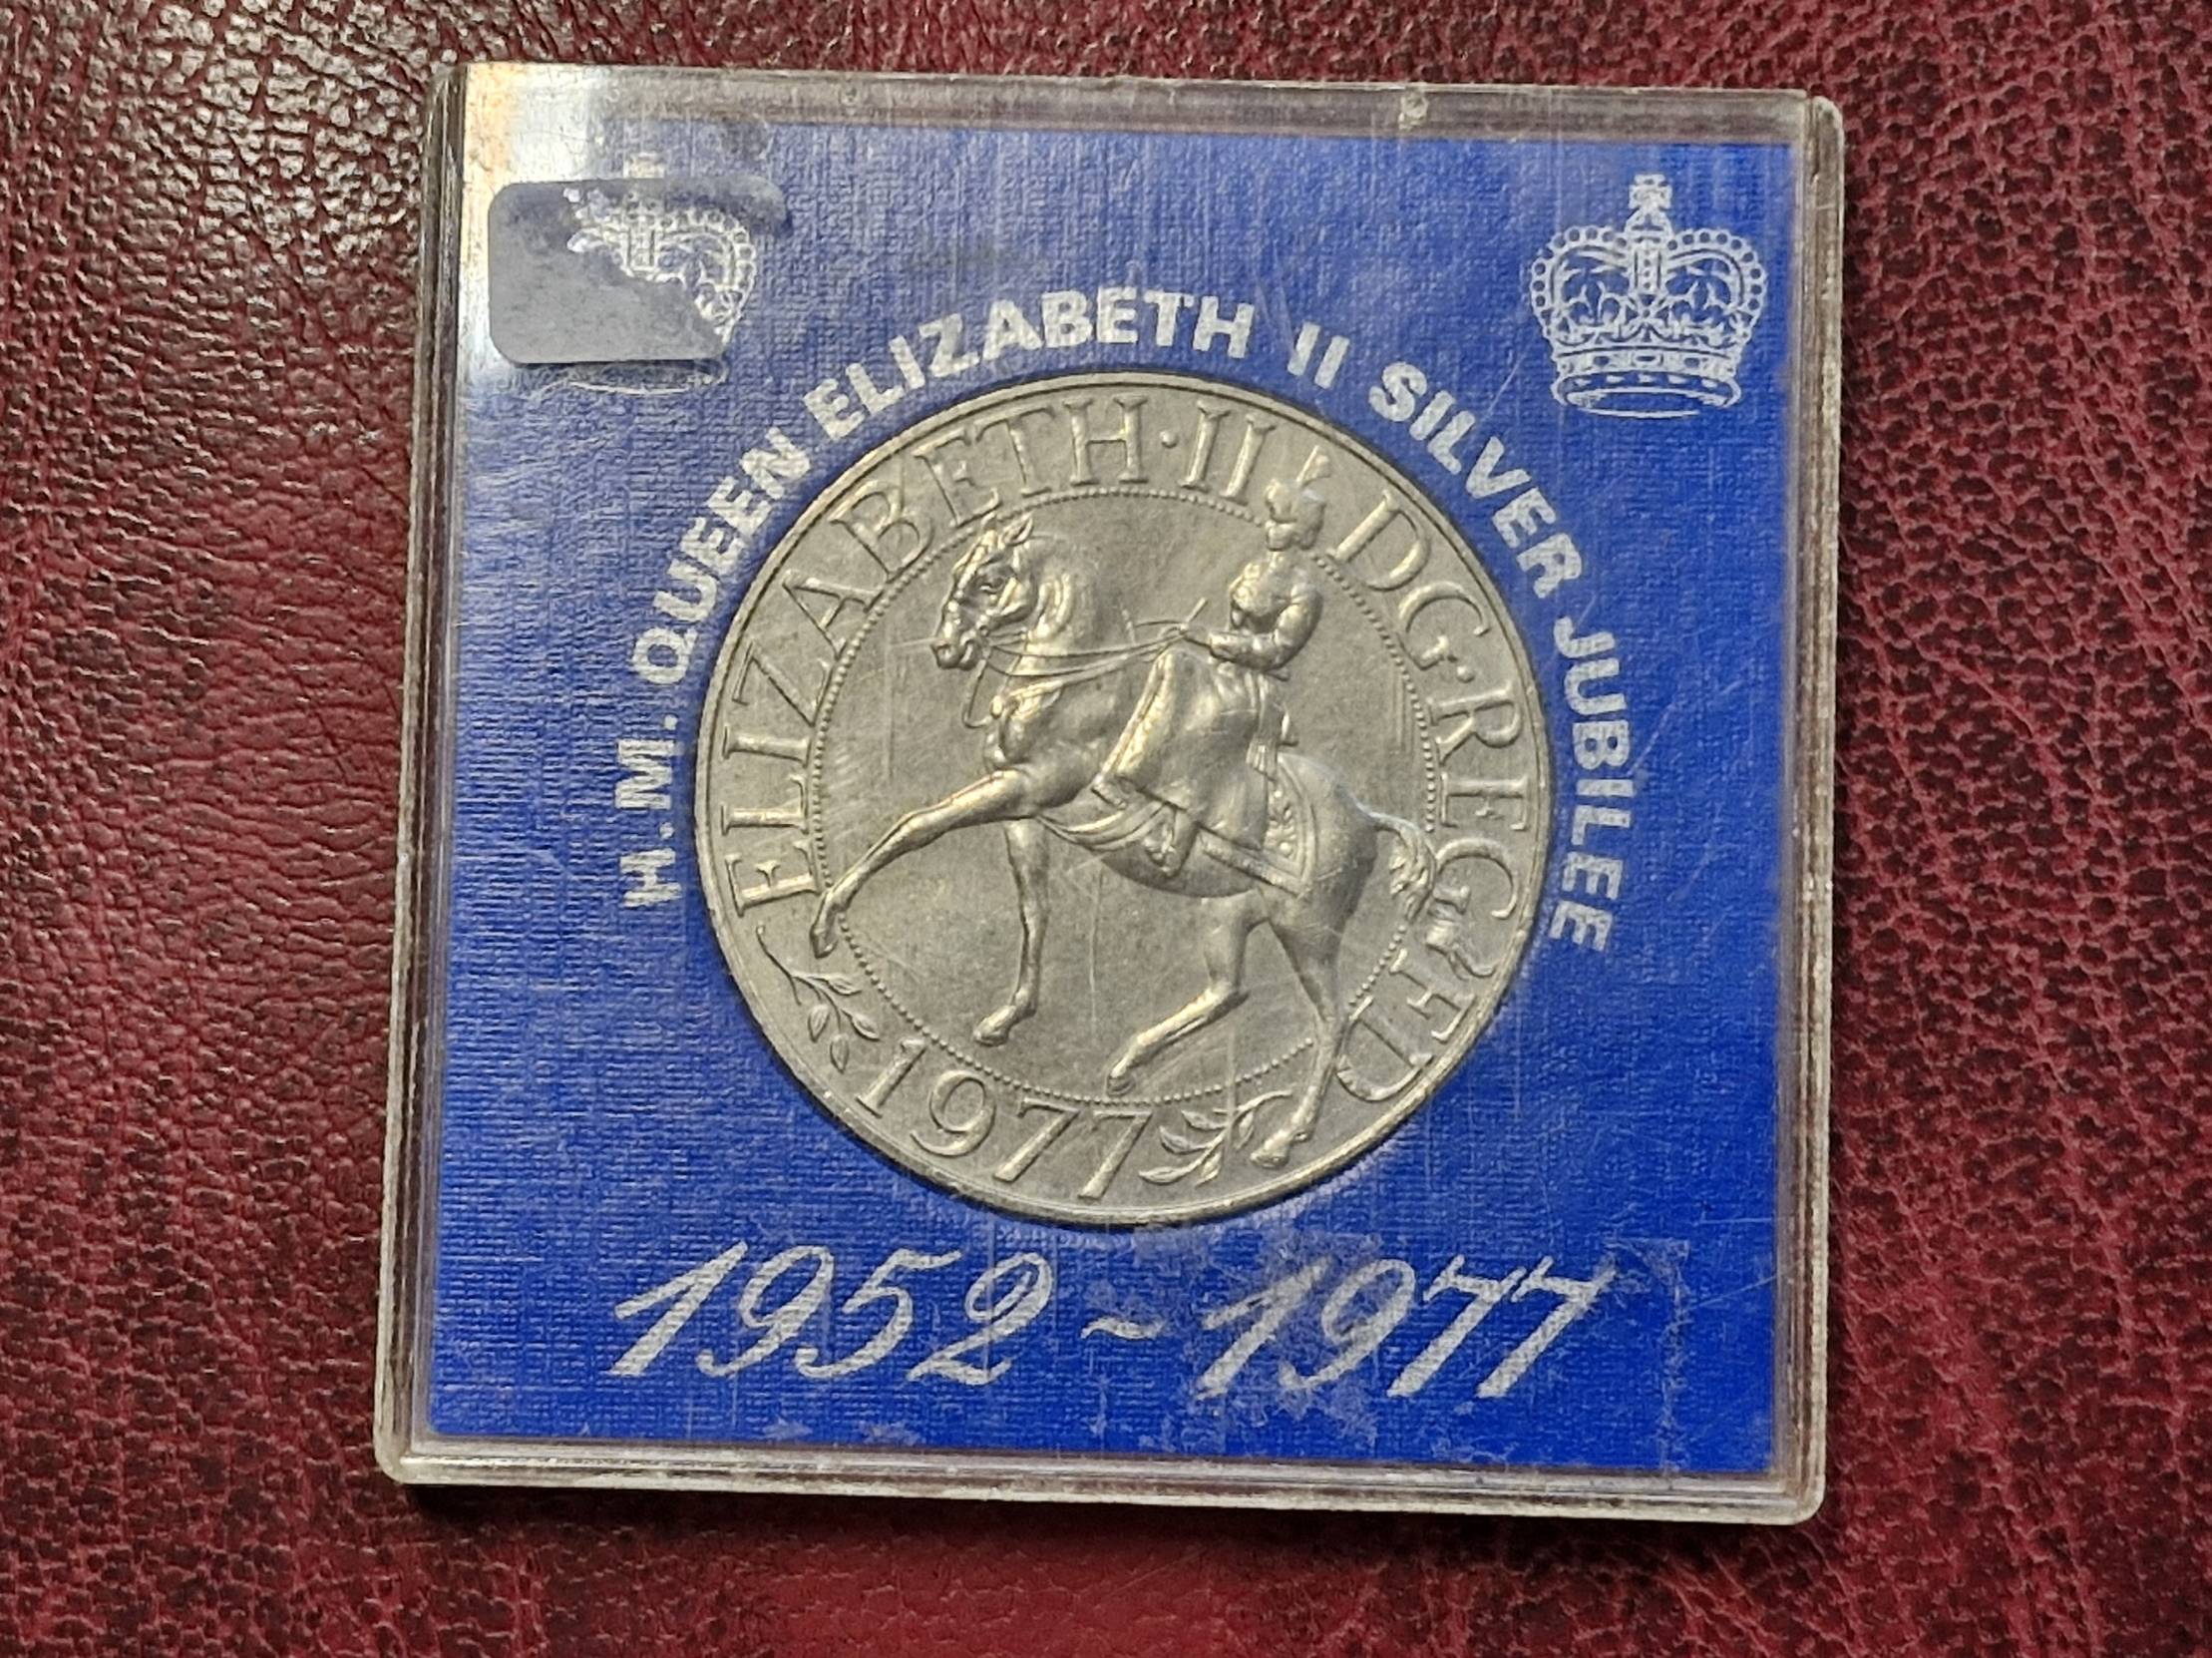 H.M. QUEEN ELIZABETH II SILVER JUBILEE
ELIZABETH·II DG·REG FD
1977
1952~1977